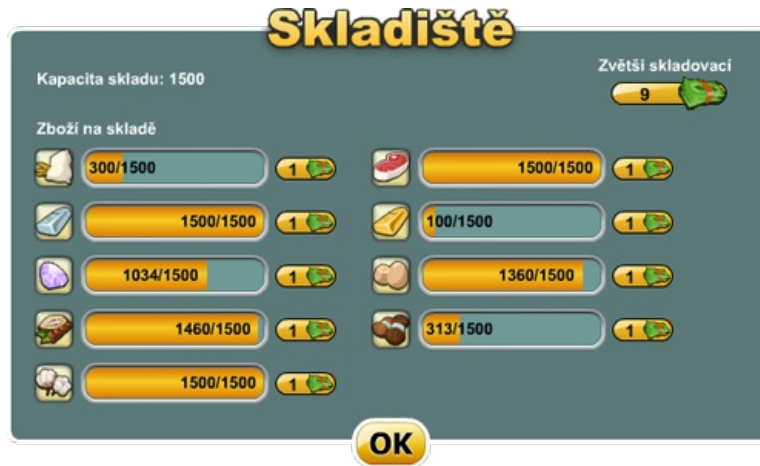 Skladiště
Kapacita skladu: 1500
Zvětši skladovací
9
Zboží na skladě
300/1500 1 1500/1500 1
1500/1500 1 100/1500 1
1034/1500 1 1360/1500 1
1460/1500 1 313/1500 1
1500/1500 1
OK